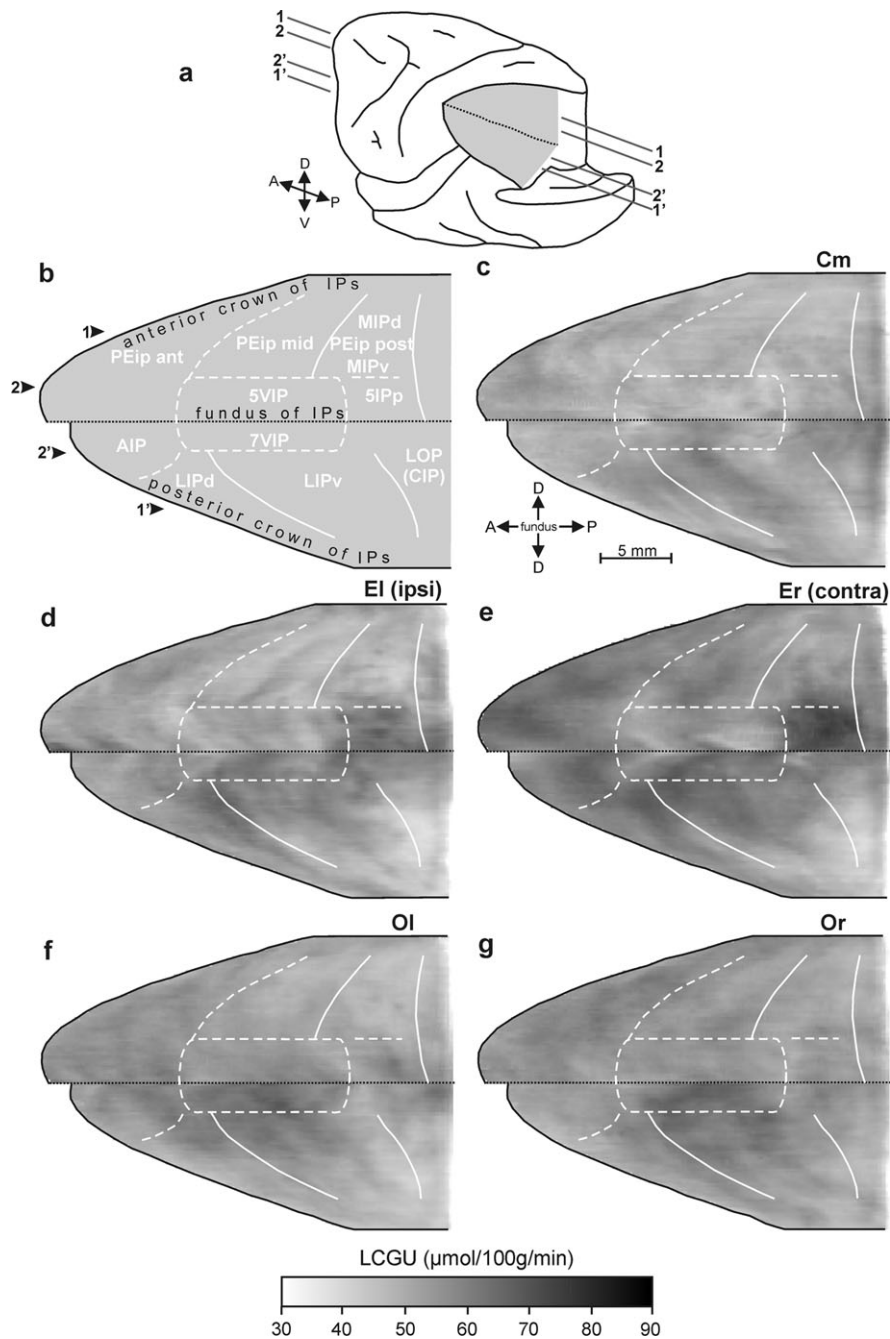 1
2
2'
1'
a
D
A
P
V
1
2
2'
1'
b
anterior crown of IPs
1
PEip ant
PEip mid
MIPd
PEip post
MIPv
2
5VIP
5IPp
fundus of IPs
7VIP
2'
AIP
LIPd
LIPv
LOP
(CIP)
1'
posterior crown of IPs
c
Cm
D
A fundus P
D
5 mm
d
El (ipsi)
e
Er (contra)
f
Ol
g
Or
LCGU (µmol/100g/min)
30 40 50 60 70 80 90